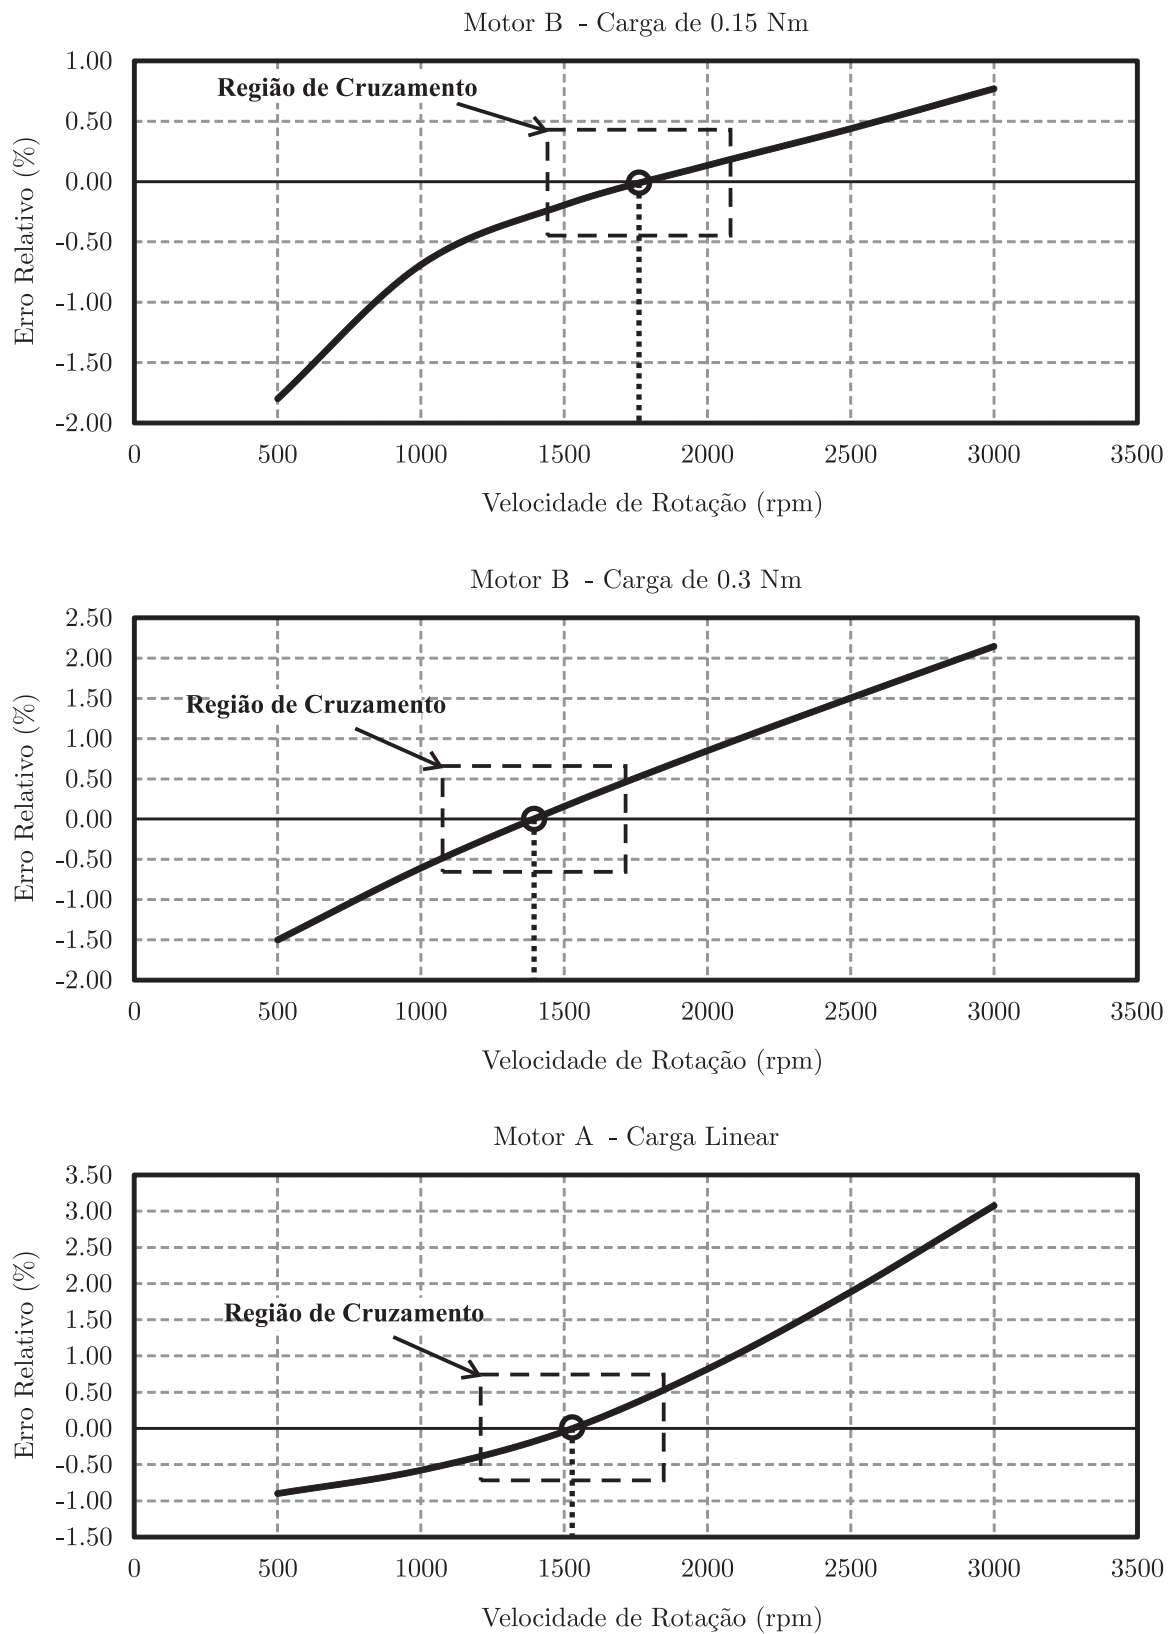 Motor B - Carga de 0.15 Nm
1.00
Região de Cruzamento
0.50
0.00
-0.50
-1.00
-1.50
-2.00
Erro Relativo (%)
0 500 1000 1500 2000 2500 3000 3500
Velocidade de Rotação (rpm)
Motor B - Carga de 0.3 Nm
2.50
2.00
1.50
Região de Cruzamento
1.00
0.50
0.00
-0.50
-1.00
-1.50
-2.00
Erro Relativo (%)
0 500 1000 1500 2000 2500 3000 3500
Velocidade de Rotação (rpm)
Motor A - Carga Linear
3.50
3.00
2.50
2.00
1.50
Região de Cruzamento
1.00
0.50
0.00
-0.50
-1.00
-1.50
Erro Relativo (%)
0 500 1000 1500 2000 2500 3000 3500
Velocidade de Rotação (rpm)